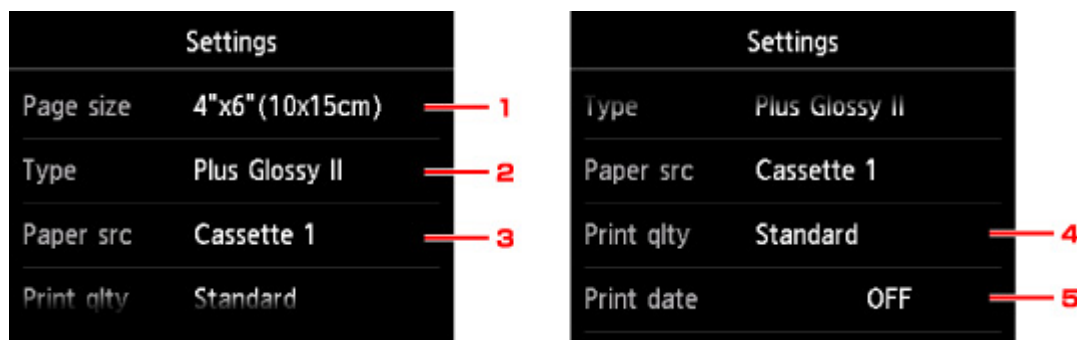 Settings
Page size 4"x6"(10x15cm) 1
Type Plus Glossy II 2
Paper src Cassette 1 3
Print qlty Standard
Settings
Type Plus Glossy II
Paper src Cassette 1
Print qlty Standard 4
Print date OFF 5